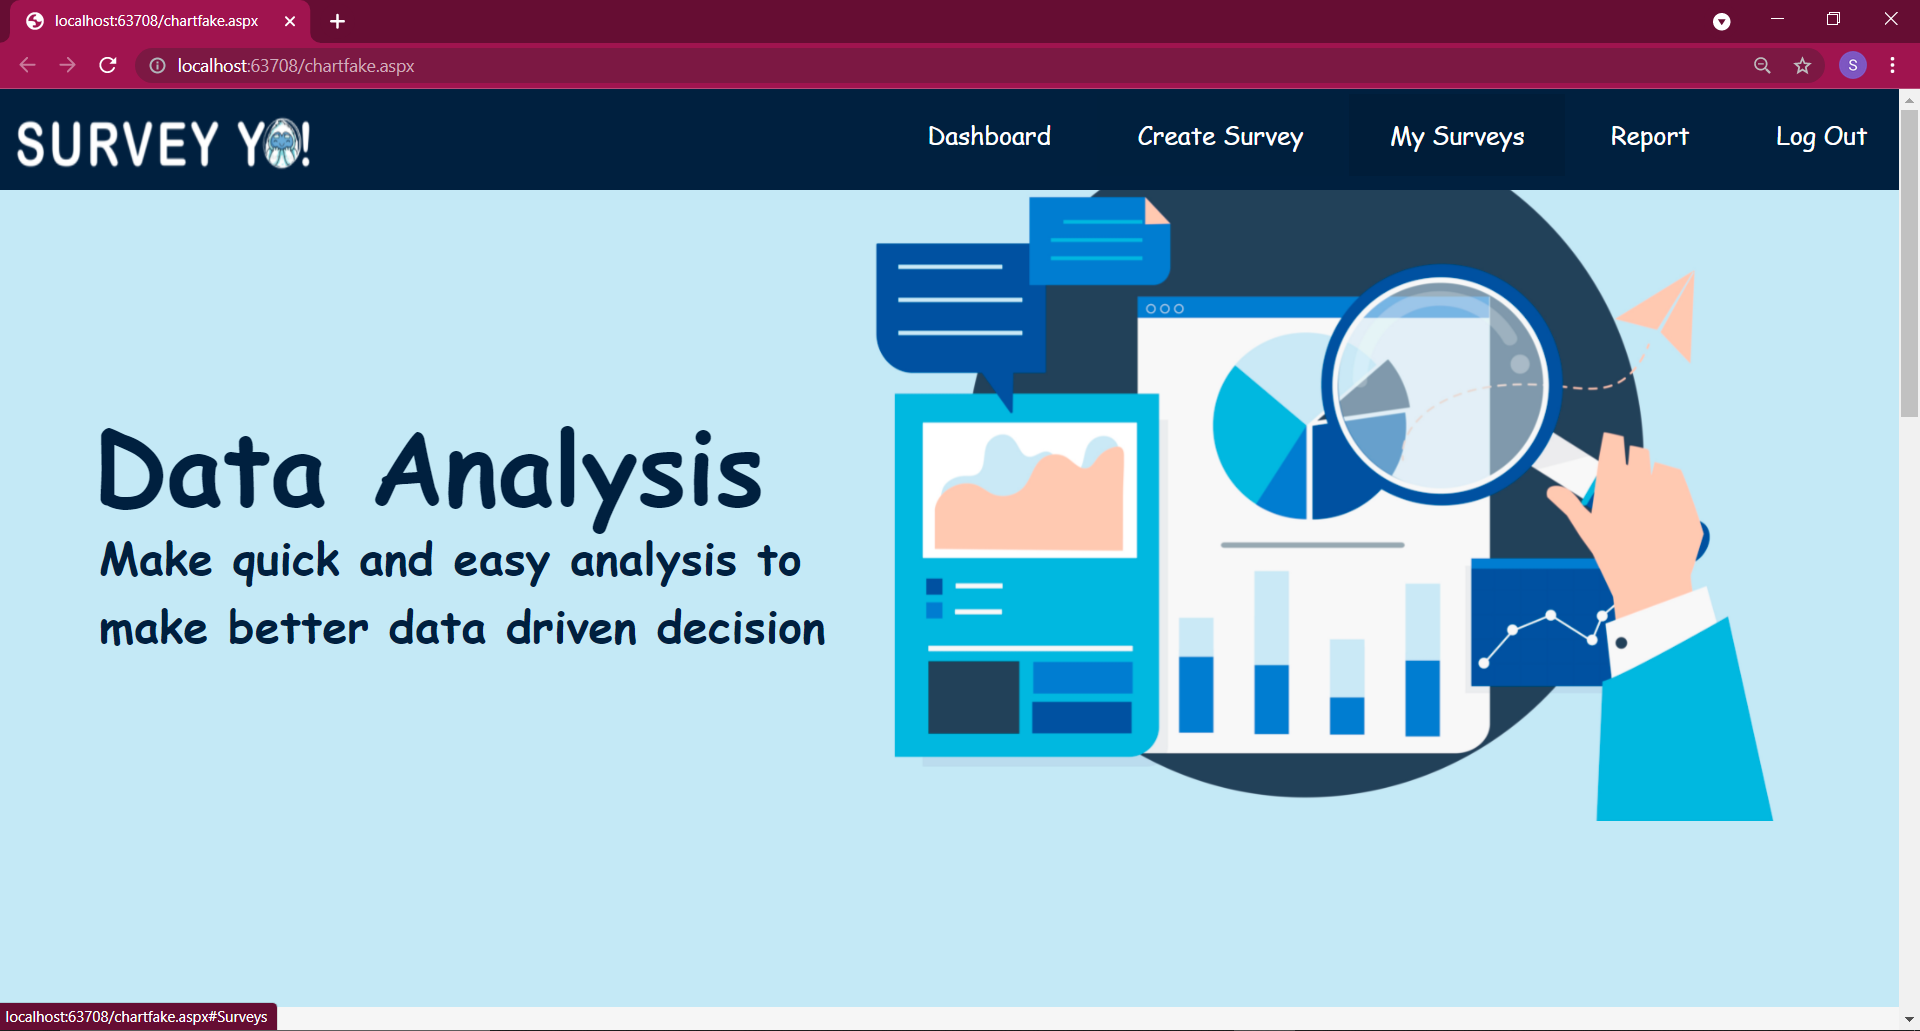 localhost:63708/chartfake.aspx
localhost:63708/chartfake.aspx
S
SURVEY YO!
Dashboard
Create Survey
My Surveys
Report
Log Out
Data Analysis
Make quick and easy analysis to
make better data driven decision
localhost:63708/chartfake.aspx#Surveys